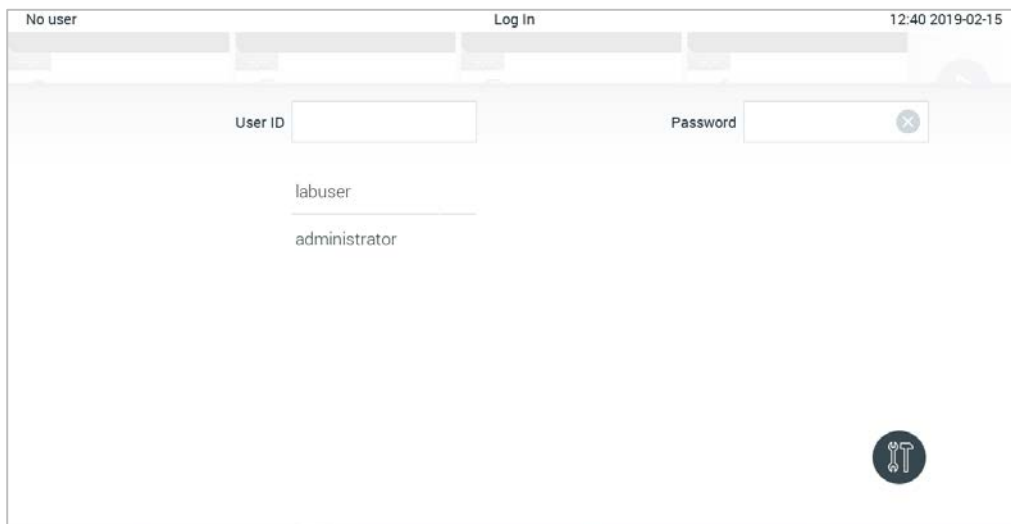 No user Log In 12:40 2019-02-15
User ID Password
labuser
administrator